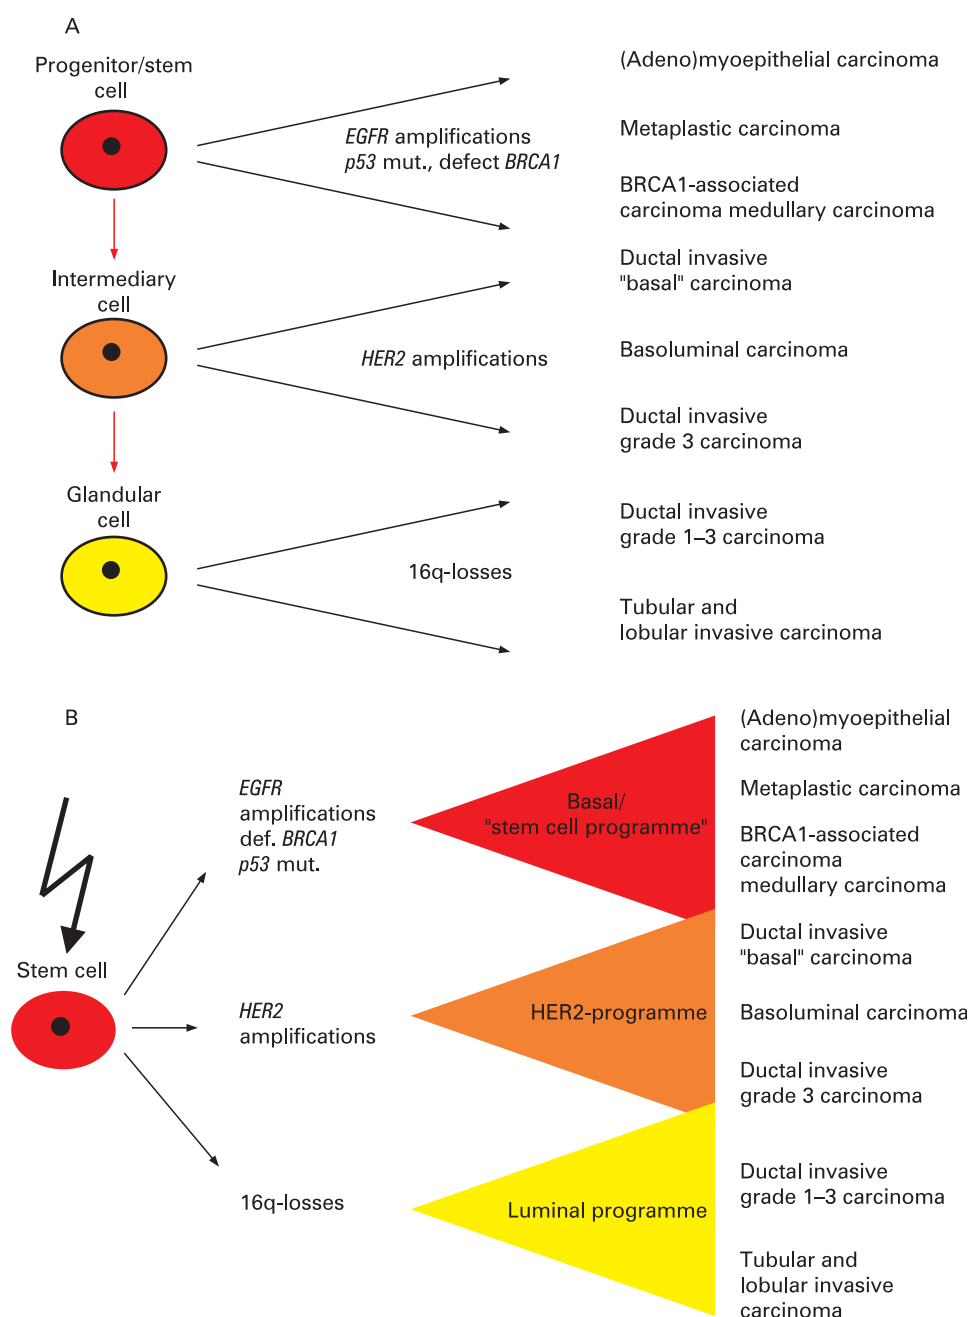 A
Progenitor/stem
cell
EGFR amplifications
p53 mut., defect BRCA1
(Adeno)myoepithelial carcinoma
Metaplastic carcinoma
BRCA1-associated
carcinoma medullary carcinoma
Intermediary
cell
HER2 amplifications
Ductal invasive
"basal" carcinoma
Basoluminal carcinoma
Ductal invasive
grade 3 carcinoma
Glandular
cell
16q-losses
Ductal invasive
grade 1–3 carcinoma
Tubular and
lobular invasive carcinoma
B
Stem cell
EGFR
amplifications
def. BRCA1
p53 mut.
Basal/
"stem cell programme"
(Adeno)myoepithelial
carcinoma
Metaplastic carcinoma
BRCA1-associated
carcinoma
medullary carcinoma
HER2
amplifications
HER2-programme
Ductal invasive
"basal" carcinoma
Basoluminal carcinoma
Ductal invasive
grade 3 carcinoma
16q-losses
Luminal programme
Ductal invasive
grade 1–3 carcinoma
Tubular and
lobular invasive
carcinoma